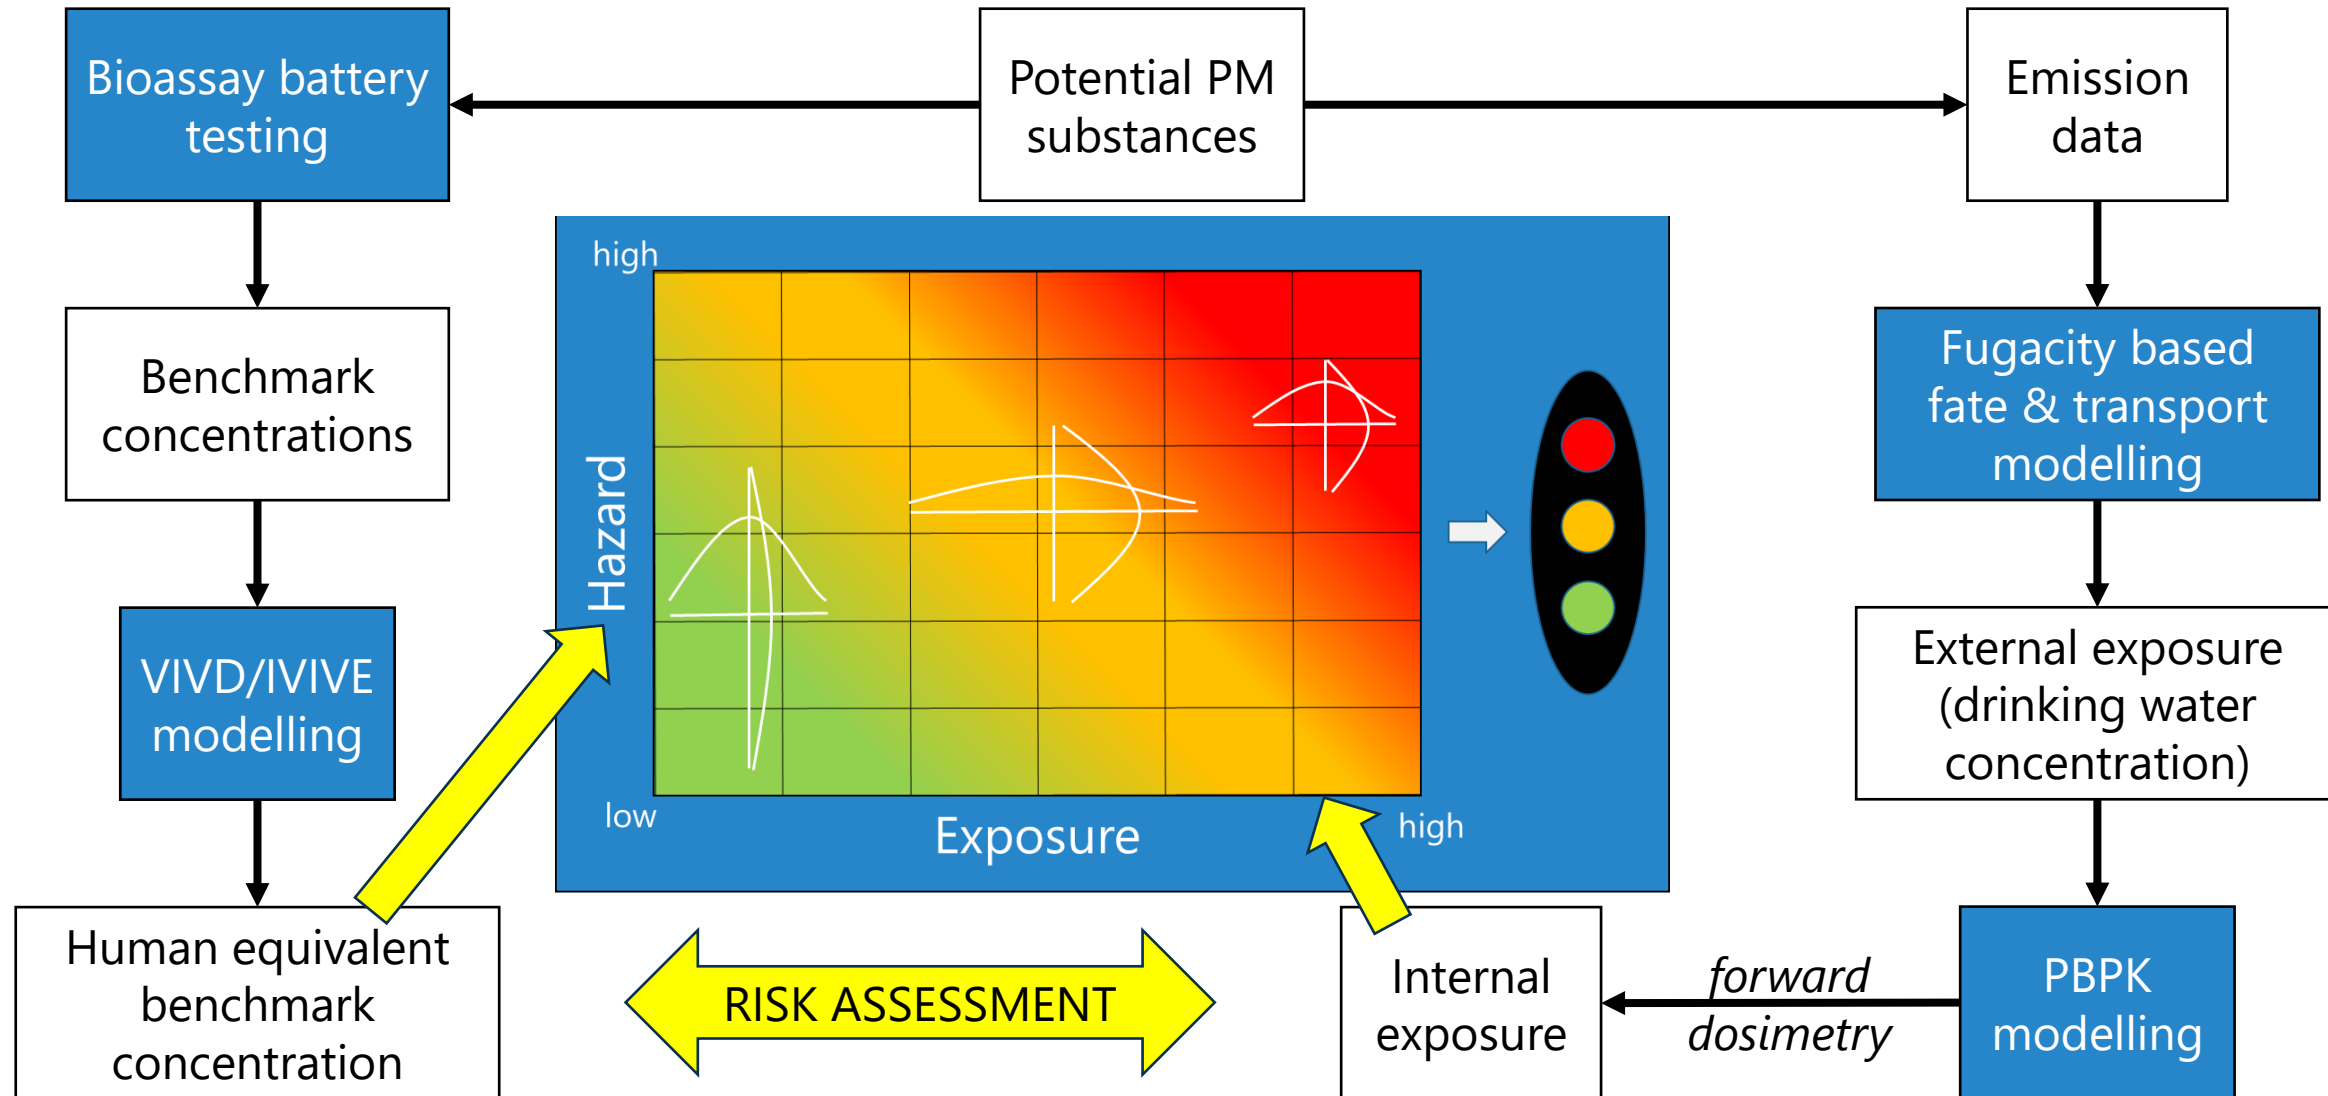 Bioassay battery
testing
Potential PM
substances
Emission
data
Benchmark
concentrations
high
Hazard
low
Exposure
high
Fugacity based
fate & transport
modelling
VIVD/IVIVE
modelling
External exposure
(drinking water
concentration)
Human equivalent
benchmark
concentration
RISK ASSESSMENT
Internal
exposure
forward
dosimetry
PBPK
modelling